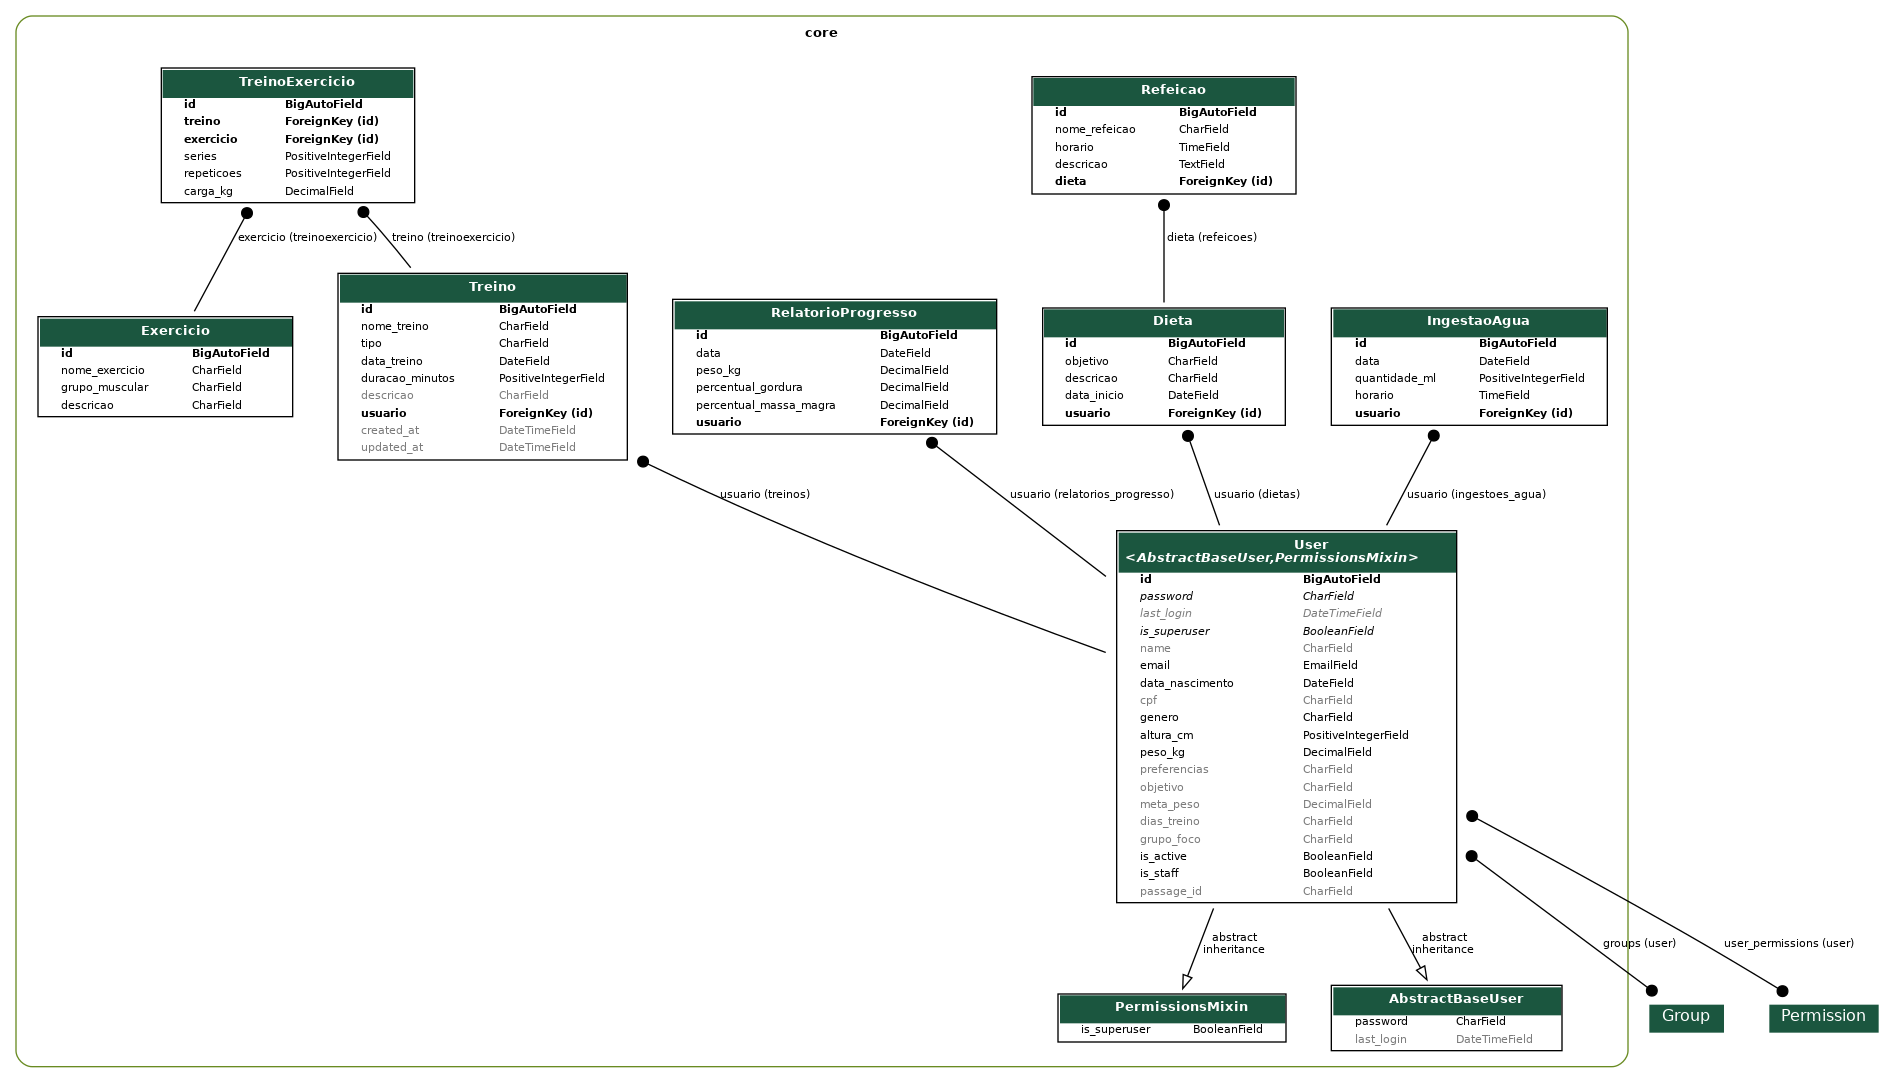 core
TreinoExercicio
id BigAutoField
treino ForeignKey (id)
exercicio ForeignKey (id)
series PositiveIntegerField
repeticoes PositiveIntegerField
carga_kg DecimalField
Refeicao
id BigAutoField
nome_refeicao CharField
horario TimeField
descricao TextField
dieta ForeignKey (id)
exercicio (treinoexercicio)
treino (treinoexercicio)
dieta (refeicoes)
Exercicio
id BigAutoField
nome_exercicio CharField
grupo_muscular CharField
descricao CharField
Treino
id BigAutoField
nome_treino CharField
tipo CharField
data_treino DateField
duracao_minutos PositiveIntegerField
descricao CharField
usuario ForeignKey (id)
created_at DateTimeField
updated_at DateTimeField
RelatorioProgresso
id BigAutoField
data DateField
peso_kg DecimalField
percentual_gordura DecimalField
percentual_massa_magra DecimalField
usuario ForeignKey (id)
Dieta
id BigAutoField
objetivo CharField
descricao CharField
data_inicio DateField
usuario ForeignKey (id)
IngestaoAgua
id BigAutoField
data DateField
quantidade_ml PositiveIntegerField
horario TimeField
usuario ForeignKey (id)
usuario (treinos)
usuario (relatorios_progresso)
usuario (dietas)
usuario (ingestoes_agua)
User
<AbstractBaseUser,PermissionsMixin>
id BigAutoField
password CharField
last_login DateTimeField
is_superuser BooleanField
name CharField
email EmailField
data_nascimento DateField
cpf CharField
genero CharField
altura_cm PositiveIntegerField
peso_kg DecimalField
preferencias CharField
objetivo CharField
meta_peso DecimalField
dias_treino CharField
grupo_foco CharField
is_active BooleanField
is_staff BooleanField
passage_id CharField
abstract
inheritance
abstract
inheritance
groups (user)
user_permissions (user)
PermissionsMixin
is_superuser BooleanField
AbstractBaseUser
password CharField
last_login DateTimeField
Group
Permission